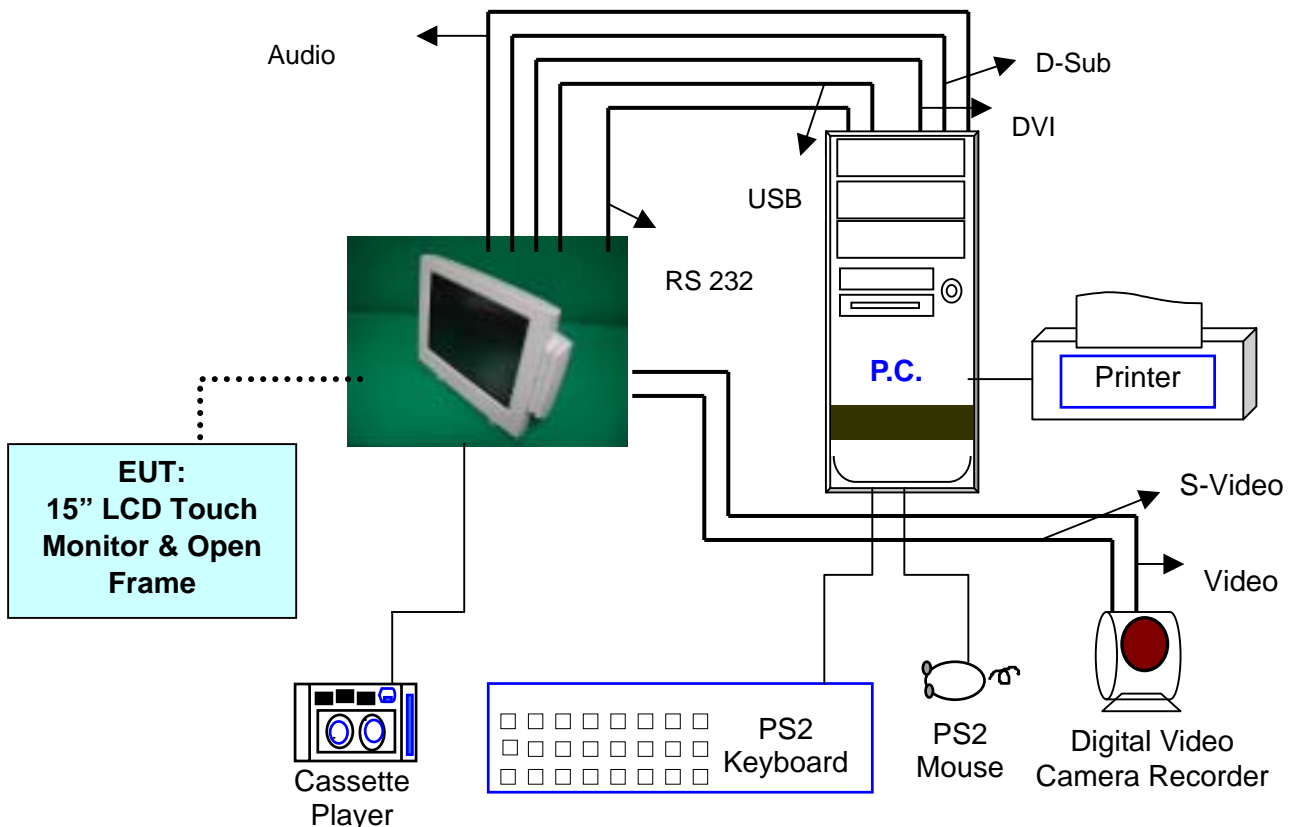 Audio
D-Sub
DVI
USB
RS 232
P.C.
Printer
EUT:
15” LCD Touch
Monitor & Open
Frame
S-Video
Video
Cassette
Player
PS2
Keyboard
PS2
Mouse
Digital Video
Camera Recorder